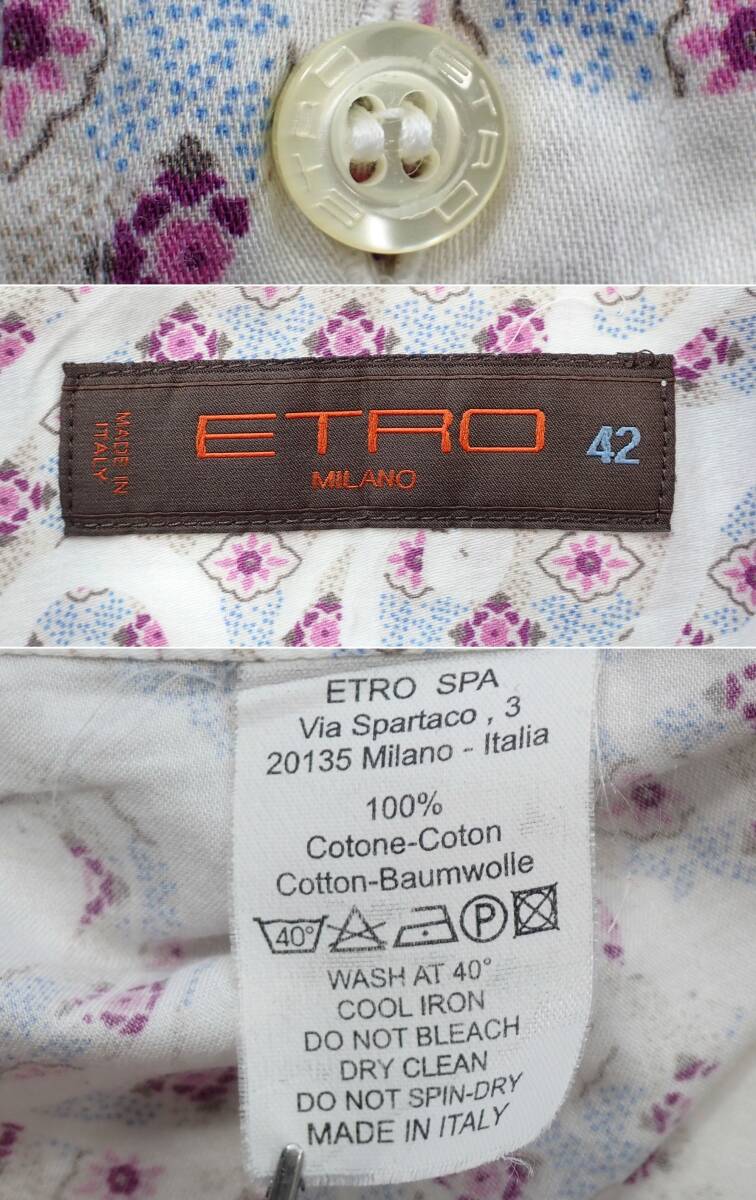 ETRO ETRO
MADE IN
ITALY
ETRO
MILANO
42
ETRO SPA
Via Spartaco , 3
20135 Milano - Italia
100%
Cotone-Coton
Cotton-Baumwolle
40° P
WASH AT 40°
COOL IRON
DO NOT BLEACH
DRY CLEAN
DO NOT SPIN-DRY
MADE IN ITALY